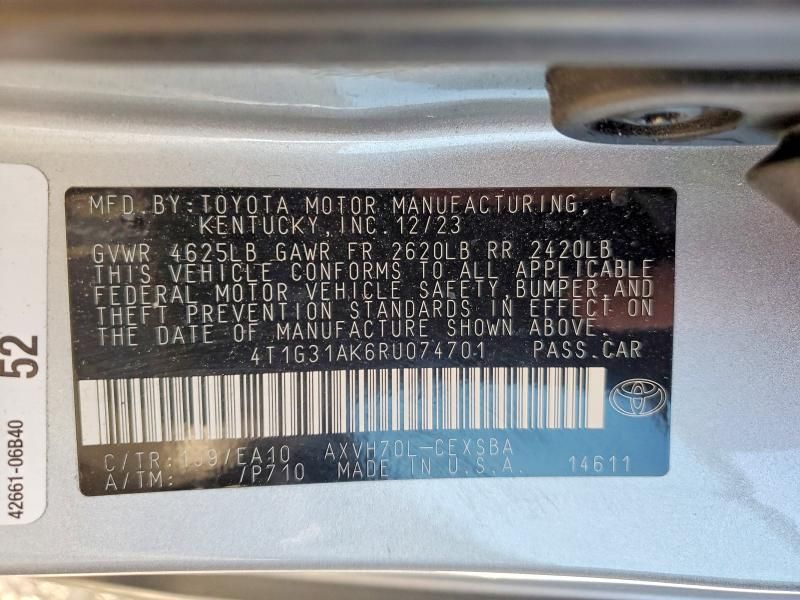 MFD. BY: TOYOTA MOTOR MANUFACTURING,
KENTUCKY, INC. 12/23
GVWR 4625LB GAWR FR 2620LB RR 2420LB
THIS VEHICLE CONFORMS TO ALL APPLICABLE
FEDERAL MOTOR VEHICLE SAFETY BUMPER, AND
THEFT PREVENTION STANDARDS IN EFFECT ON
THE DATE OF MANUFACTURE SHOWN ABOVE.
4T1G31AK6RU074701 PASS. CAR
C/TR: 1J9/EA10 AXVH70L-CEXSBA
A/TM: 7P710 MADE IN U.S.A. 14611
52
42661-06B40